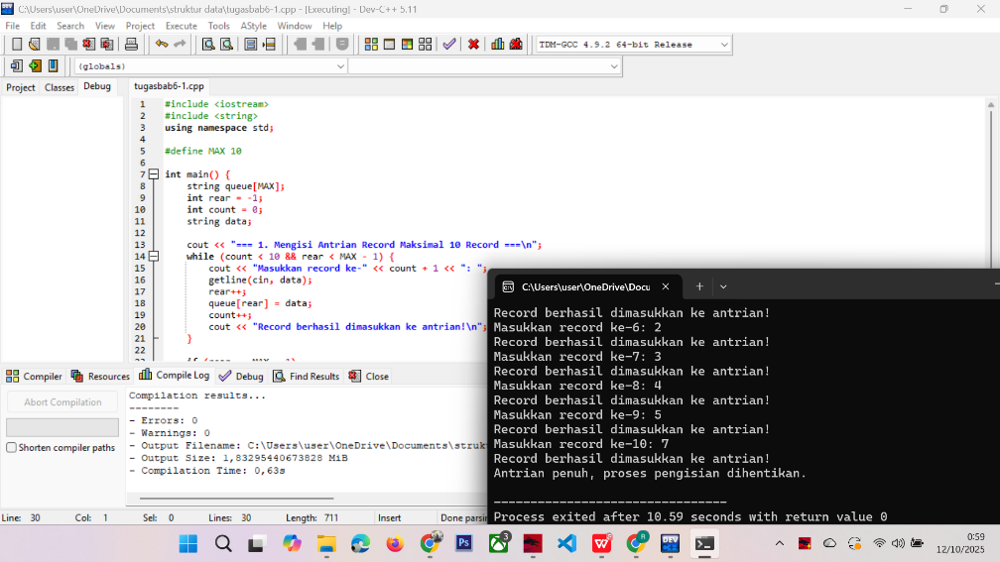 C:\Users\user\OneDrive\Documents\struktur data\tugasbab6-1.cpp - [Executing] - Dev-C++ 5.11
File Edit Search View Project Execute Tools AStyle Window Help
TDM-GCC 4.9.2 64-bit Release
(globals)
Project Classes Debug
tugasbab6-1.cpp
1 #include <iostream>
2 #include <string>
3 using namespace std;
4
5 #define MAX 10
6
7 int main() {
8 string queue[MAX];
9 int rear = -1;
10 int count = 0;
11 string data;
12
13 cout << "=== 1. Mengisi Antrian Record Maksimal 10 Record ===\n";
14 while (count < 10 && rear < MAX - 1) {
15 cout << "Masukkan record ke-" << count + 1 << ": ";
16 getline(cin, data);
17 rear++;
18 queue[rear] = data;
19 count++;
20 cout << "Record berhasil dimasukkan ke antrian!\n";
21 }
22
C:\Users\user\OneDrive\Docu
Record berhasil dimasukkan ke antrian!
Masukkan record ke-6: 2
Record berhasil dimasukkan ke antrian!
Masukkan record ke-7: 3
Record berhasil dimasukkan ke antrian!
Masukkan record ke-8: 4
Record berhasil dimasukkan ke antrian!
Masukkan record ke-9: 5
Record berhasil dimasukkan ke antrian!
Masukkan record ke-10: 7
Record berhasil dimasukkan ke antrian!
Antrian penuh, proses pengisian dihentikan.
--------------------------------
Process exited after 10.59 seconds with return value 0
Compiler Resources Compile Log Debug Find Results Close
Abort Compilation
Shorten compiler paths
Compilation results...
--------
- Errors: 0
- Warnings: 0
- Output Filename: C:\Users\user\OneDrive\Documents\struk
- Output Size: 1,83295440673828 MiB
- Compilation Time: 0,63s
Line: 30 Col: 1 Sel: 0 Lines: 30 Length: 711 Insert Done parsin
3
R
0:59
12/10/2025